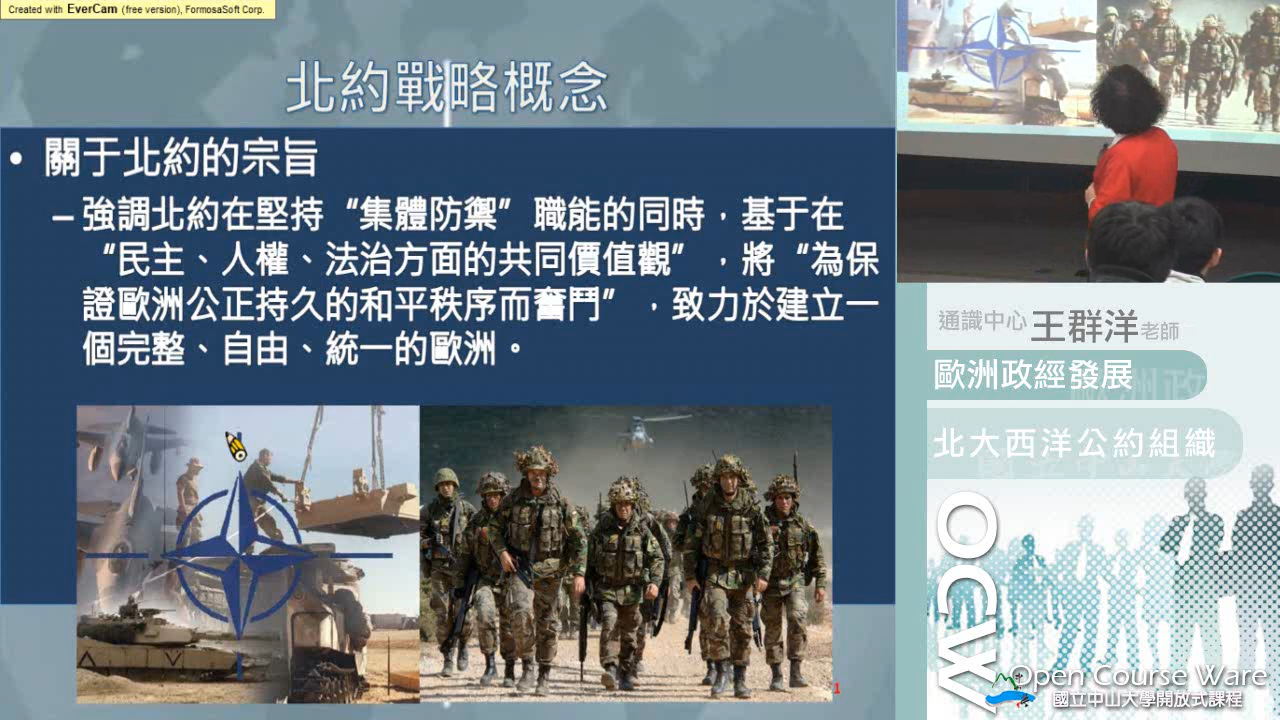 Created with EverCam (free version), FormosaSoft Corp.
北約戰略概念
• 關于北約的宗旨
– 強調北約在堅持“集體防禦”職能的同時，基于在
“民主、人權、法治方面的共同價值觀”，將“為保
證歐洲公正持久的和平秩序而奮鬥”，致力於建立一
個完整、自由、統一的歐洲。
1
通識中心 王群洋 老師
歐洲政經發展
北大西洋公約組織
OCW
Open Course Ware
國立中山大學開放式課程